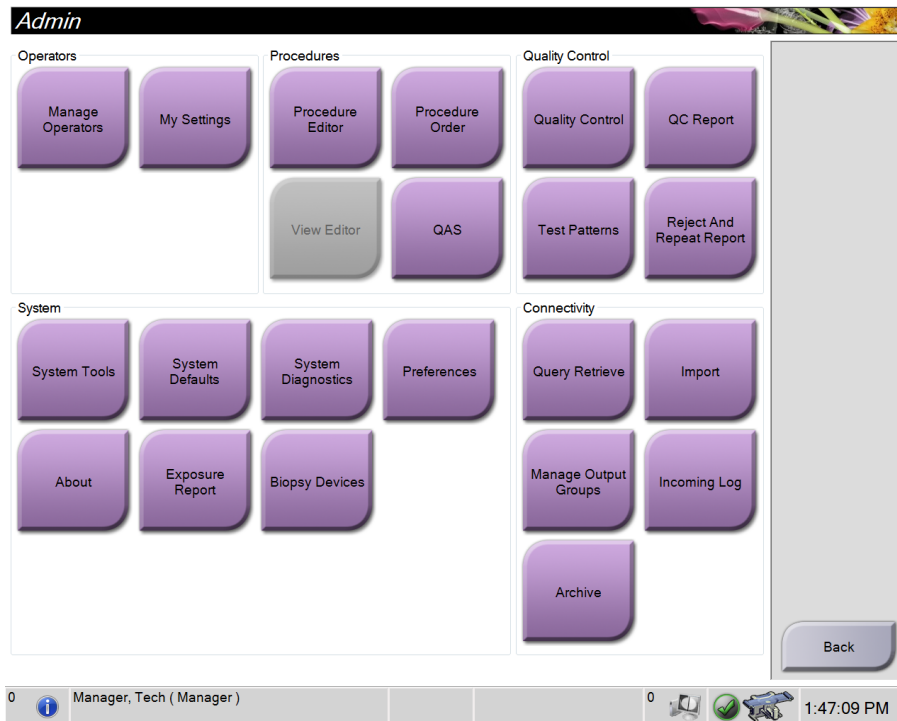 Admin
Operators
Manage
Operators
My Settings
Procedures
Procedure
Editor
Procedure
Order
View Editor
QAS
Quality Control
Quality Control
QC Report
Test Patterns
Reject And
Repeat Report
System
System Tools
System
Defaults
System
Diagnostics
Preferences
About
Exposure
Report
Biopsy Devices
Connectivity
Query Retrieve
Import
Manage Output
Groups
Incoming Log
Archive
Back
0
Manager, Tech ( Manager )
0
1:47:09 PM